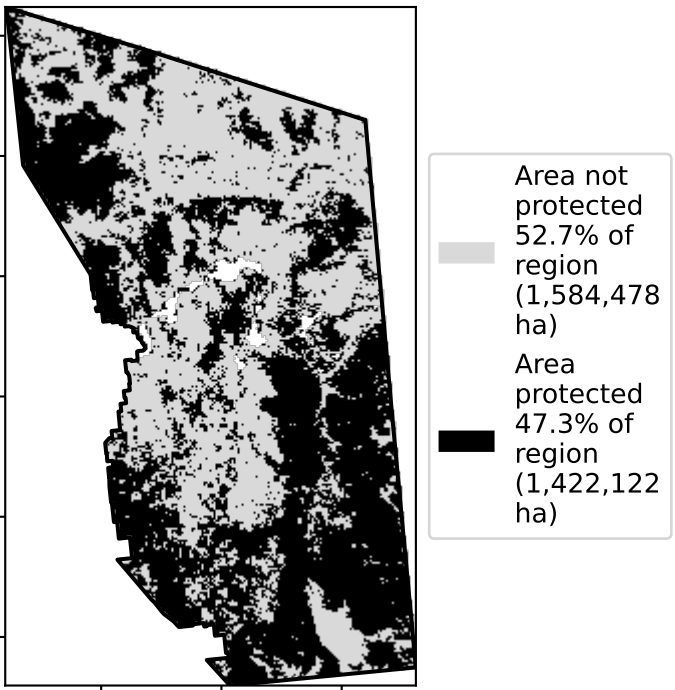 Area not
protected
52.7% of
region
(1,584,478
ha)
Area
protected
47.3% of
region
(1,422,122
ha)